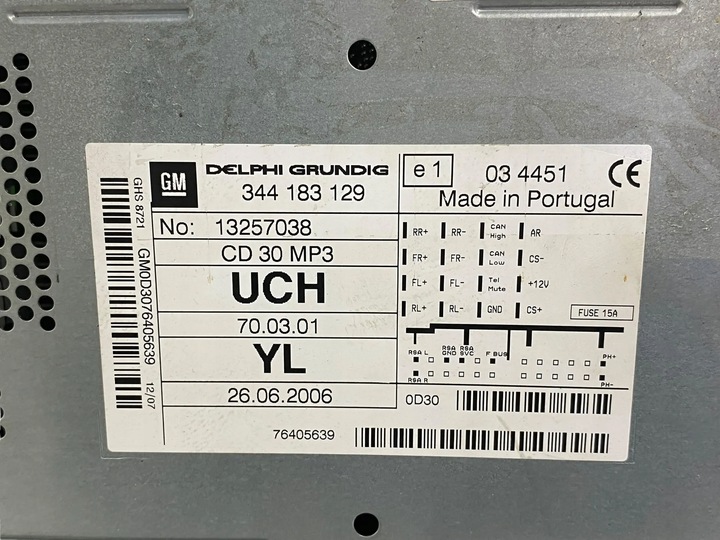 GM
DELPHI GRUNDIG
344 183 129
e1
03 4451
CE
Made in Portugal
No: 13257038
CD 30 MP3
UCH
70.03.01
YL
26.06.2006
RR+ RR- CAN High AR
FR+ FR- CAN Low CS-
FL+ FL- Tel Mute +12V
RL+ RL- GND CS+
FUSE 15A
RSA L RSA GND RSA SVC F BUS PH+
RSA R PH-
0D30
76405639
GHS 8721
GM0D3076405639
12/07